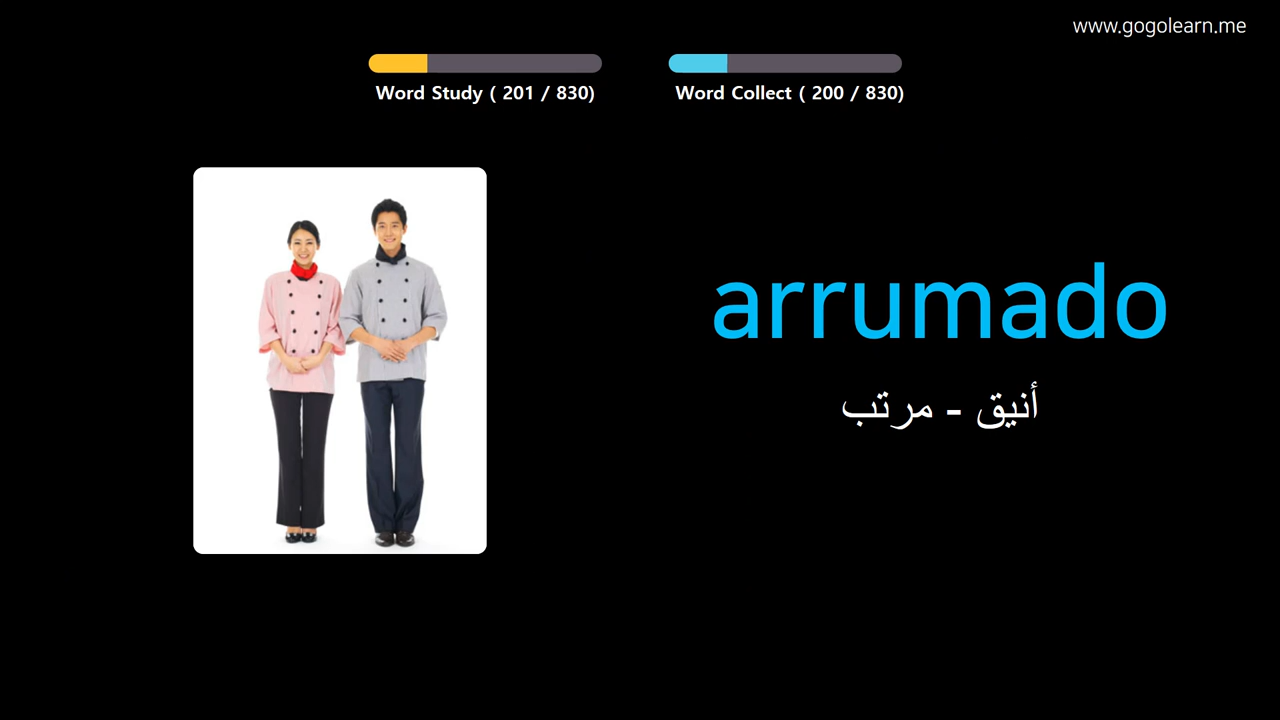 www.gogolearn.me
Word Study ( 201 / 830)
Word Collect ( 200 / 830)
arrumado
أنيق - مرتب